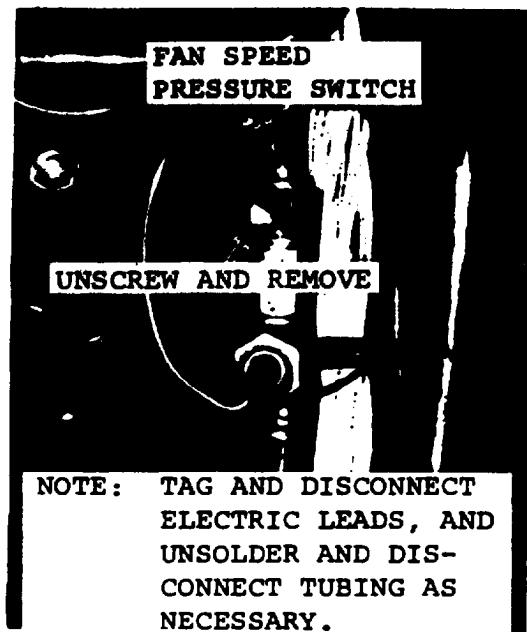 FAN SPEED
PRESSURE SWITCH
UNSCREW AND REMOVE
NOTE: TAG AND DISCONNECT
ELECTRIC LEADS, AND
UNSOLDER AND DIS-
CONNECT TUBING AS
NECESSARY.